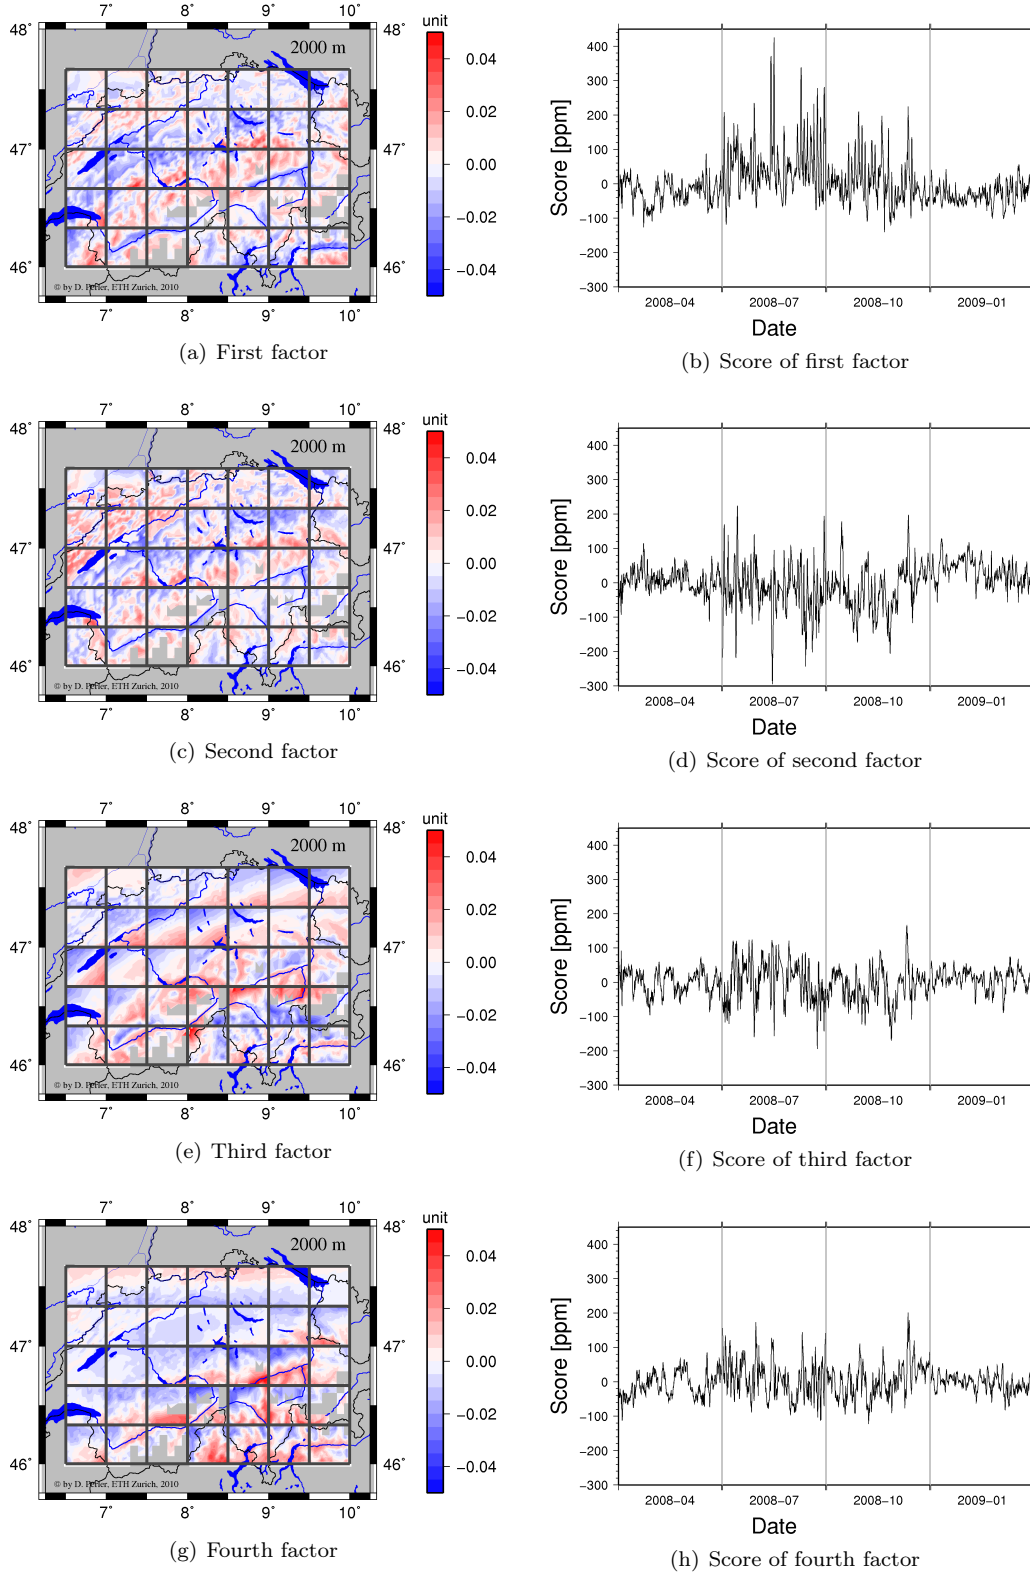 7° 8° 9° 10° unit
48° 2000 m 48°
0.04
0.02
47° 47° 0.00
−0.02
46° 46° −0.04
© by D. Perler, ETH Zurich, 2010
7° 8° 9° 10°
(a) First factor
400
300
200
100
0
−100
−200
−300
Score [ppm]
2008−04 2008−07 2008−10 2009−01
Date
(b) Score of first factor
7° 8° 9° 10° unit
48° 2000 m 48°
0.04
0.02
47° 47° 0.00
−0.02
46° 46° −0.04
© by D. Perler, ETH Zurich, 2010
7° 8° 9° 10°
(c) Second factor
400
300
200
100
0
−100
−200
−300
Score [ppm]
2008−04 2008−07 2008−10 2009−01
Date
(d) Score of second factor
7° 8° 9° 10° unit
48° 2000 m 48°
0.04
0.02
47° 47° 0.00
−0.02
46° 46° −0.04
© by D. Perler, ETH Zurich, 2010
7° 8° 9° 10°
(e) Third factor
400
300
200
100
0
−100
−200
−300
Score [ppm]
2008−04 2008−07 2008−10 2009−01
Date
(f) Score of third factor
7° 8° 9° 10° unit
48° 2000 m 48°
0.04
0.02
47° 47° 0.00
−0.02
46° 46° −0.04
© by D. Perler, ETH Zurich, 2010
7° 8° 9° 10°
(g) Fourth factor
400
300
200
100
0
−100
−200
−300
Score [ppm]
2008−04 2008−07 2008−10 2009−01
Date
(h) Score of fourth factor